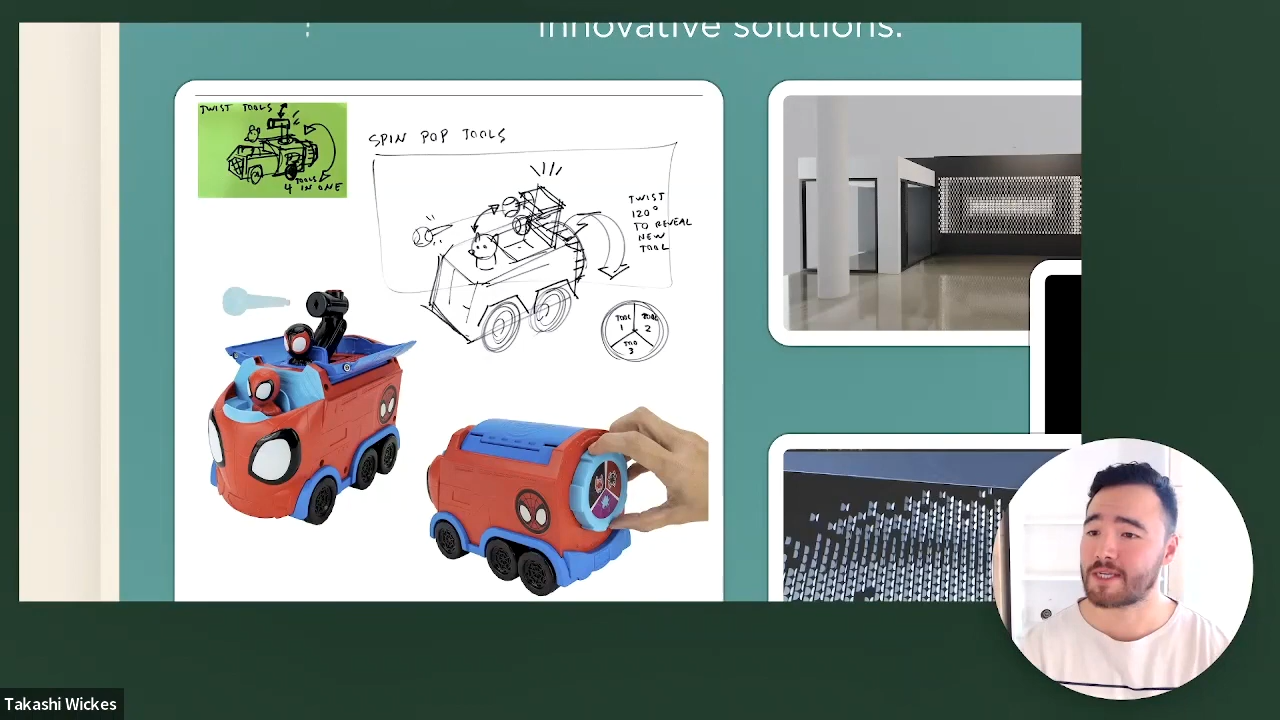 innovative solutions.
TWIST TOOLS
TOOLS
4 IN ONE
SPIN POP TOOLS
TWIST
120°
TO REVEAL
NEW
TOOL
TOOL
1
TOOL
2
TOO
3
Takashi Wickes